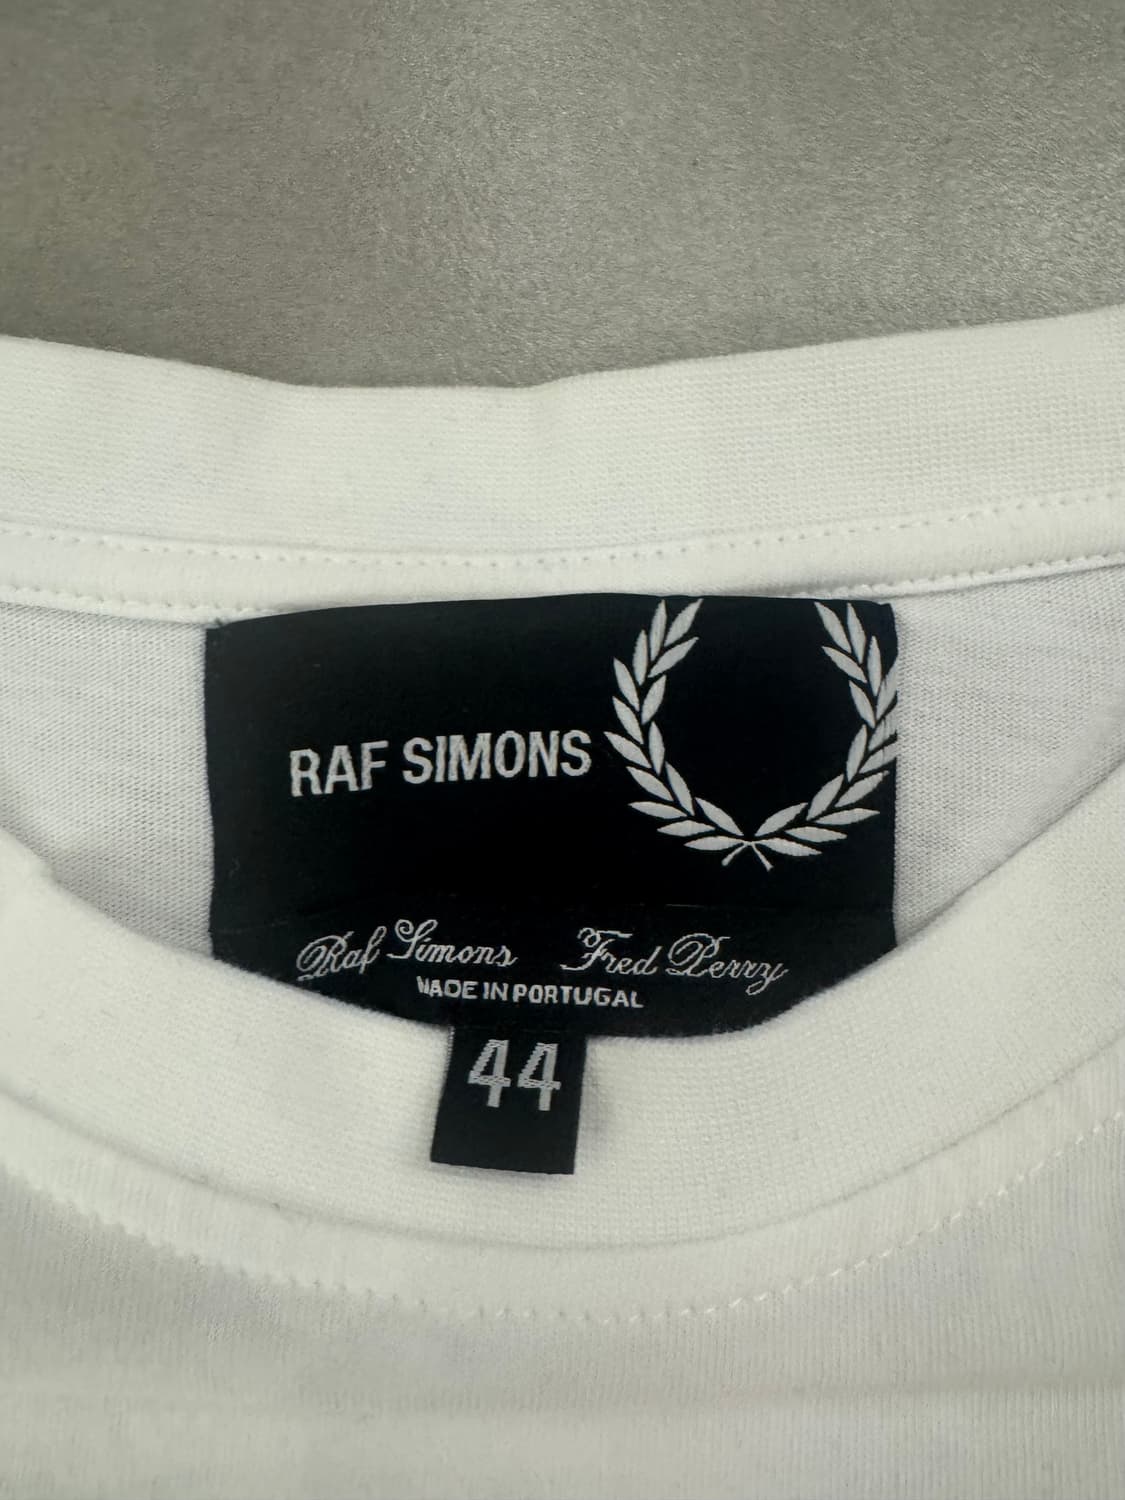 RAF SIMONS
Raf Simons Fred Perry
MADE IN PORTUGAL
44